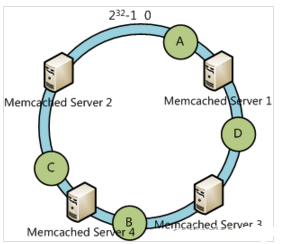 2³²-1 0
A
Memcached Server 2
Memcached Server 1
D
C
B
Memcached Server 3
Memcached Server 4